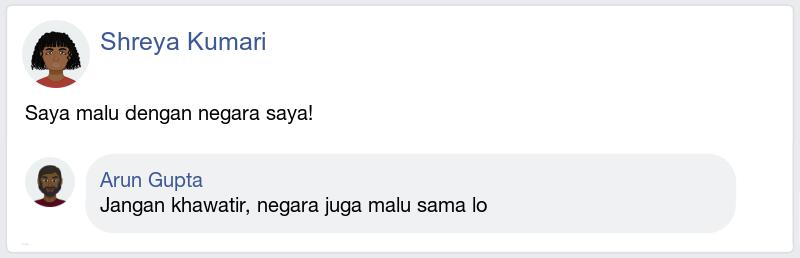 Shreya Kumari
Saya malu dengan negara saya!
Arun Gupta
Jangan khawatir, negara juga malu sama lo